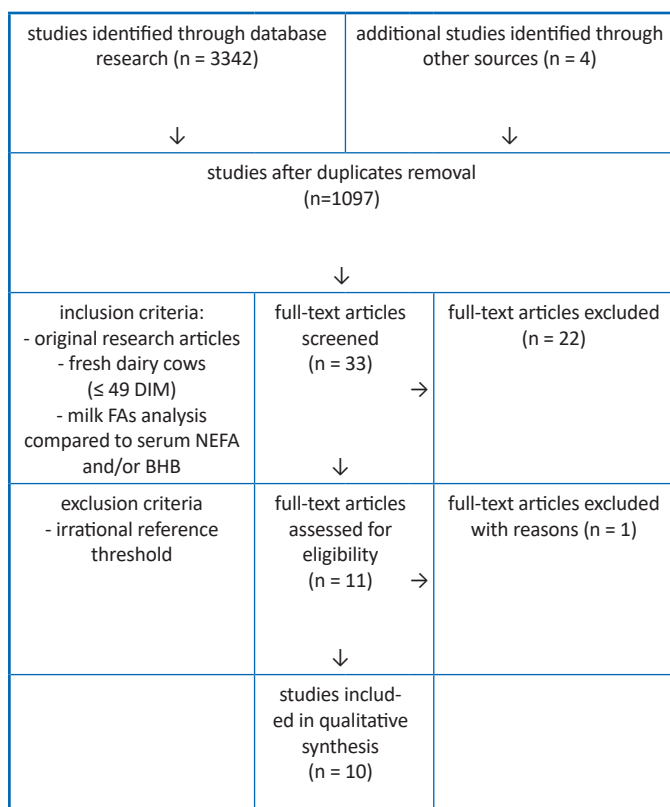 studies identified through database
research (n = 3342)
additional studies identified through
other sources (n = 4)
↓
↓
studies after duplicates removal
(n=1097)
↓
inclusion criteria:
- original research articles
- fresh dairy cows
(≤ 49 DIM)
- milk FAs analysis
compared to serum NEFA
and/or BHB
full-text articles
screened
(n = 33)
→
↓
full-text articles excluded
(n = 22)
exclusion criteria
- irrational reference
threshold
full-text articles
assessed for
eligibility
(n = 11) →
↓
full-text articles excluded
with reasons (n = 1)
studies includ-
ed in qualitative
synthesis
(n = 10)